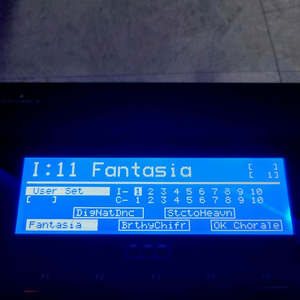 I:11 Fantasia [ ]
[ 1]
User Set I- 1 2 3 4 5 6 7 8 9 10
[ ] C- 1 2 3 4 5 6 7 8 9 10
DigNatDnc StctoHeavn
Fantasia BrthyChifr OK Chorale